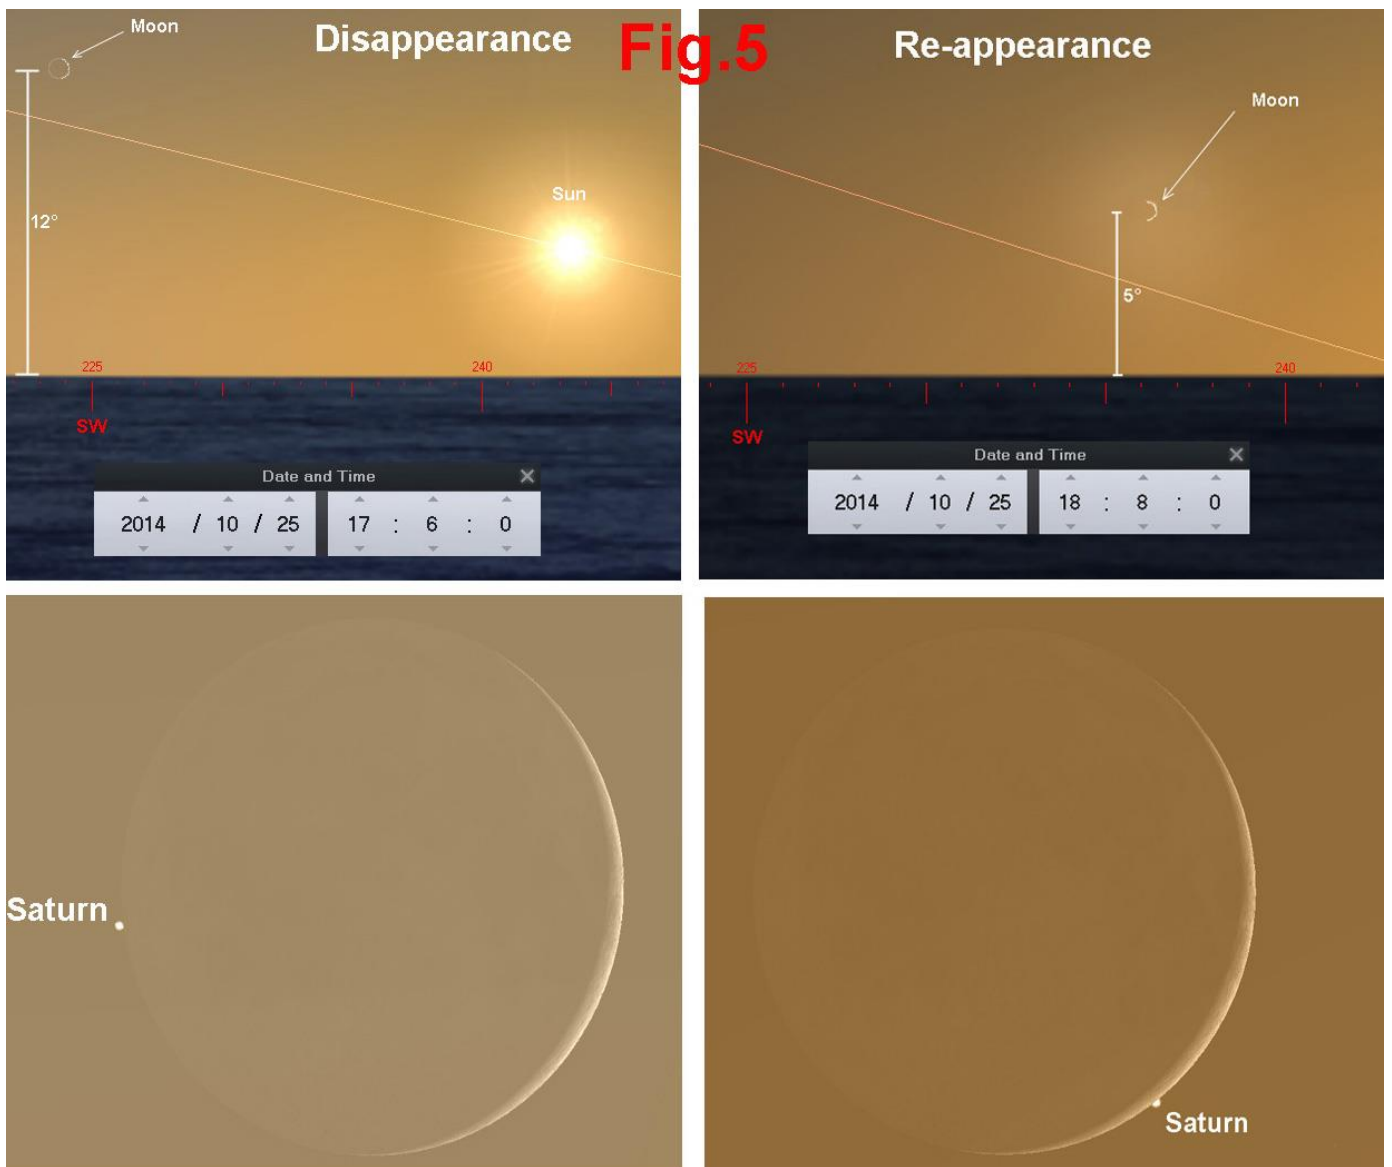 Fig.5
Disappearance
Moon
12°
Sun
225
240
SW
Date and Time
2014 / 10 / 25 17 : 6 : 0
Re-appearance
Moon
5°
225
240
SW
Date and Time
2014 / 10 / 25 18 : 8 : 0
Saturn
Saturn